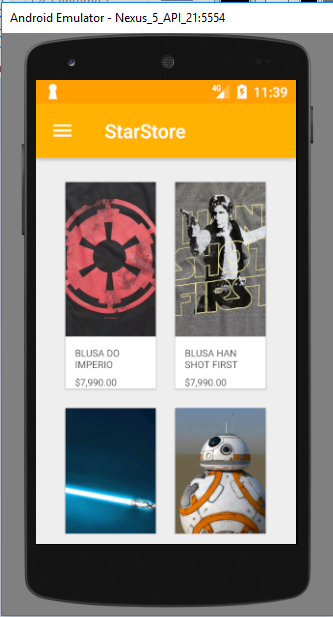 Android Emulator - Nexus_5_API_21:5554
4G 11:39
StarStore
HAN
SHOT
FIRST
BLUSA DO
IMPERIO
$7,990.00
BLUSA HAN
SHOT FIRST
$7,990.00